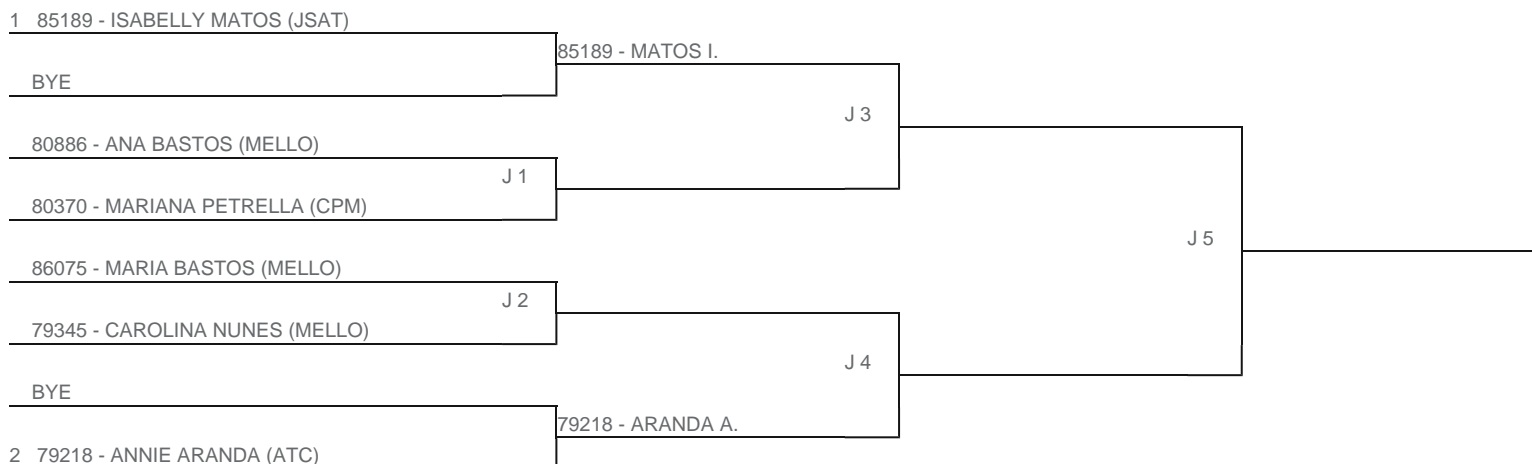 1 85189 - ISABELLY MATOS (JSAT)
85189 - MATOS I.
BYE
J 3
80886 - ANA BASTOS (MELLO)
J 1
80370 - MARIANA PETRELLA (CPM)
J 5
86075 - MARIA BASTOS (MELLO)
J 2
79345 - CAROLINA NUNES (MELLO)
J 4
BYE
79218 - ARANDA A.
2 79218 - ANNIE ARANDA (ATC)